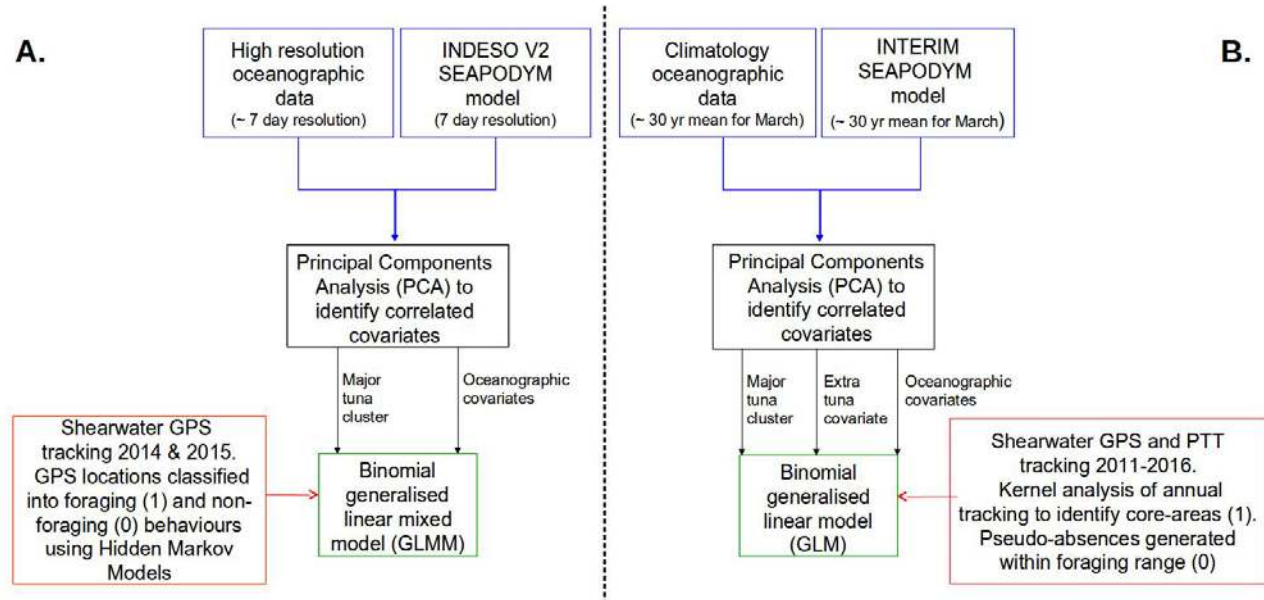 A.
High resolution
oceanographic
data
(~ 7 day resolution)
INDESO V2
SEAPODYM
model
(7 day resolution)
Principal Components
Analysis (PCA) to
identify correlated
covariates
Major
tuna
cluster
Oceanographic
covariates
Shearwater GPS
tracking 2014 & 2015.
GPS locations classified
into foraging (1) and non-
foraging (0) behaviours
using Hidden Markov
Models
Binomial
generalised
linear mixed
model (GLMM)
B.
Climatology
oceanographic
data
(~ 30 yr mean for March)
INTERIM
SEAPODYM
model
(~ 30 yr mean for March)
Principal Components
Analysis (PCA) to
identify correlated
covariates
Major
tuna
cluster
Extra
tuna
covariate
Oceanographic
covariates
Binomial
generalised
linear model
(GLM)
Shearwater GPS and PTT
tracking 2011-2016.
Kernel analysis of annual
tracking to identify core-areas (1).
Pseudo-absences generated
within foraging range (0)